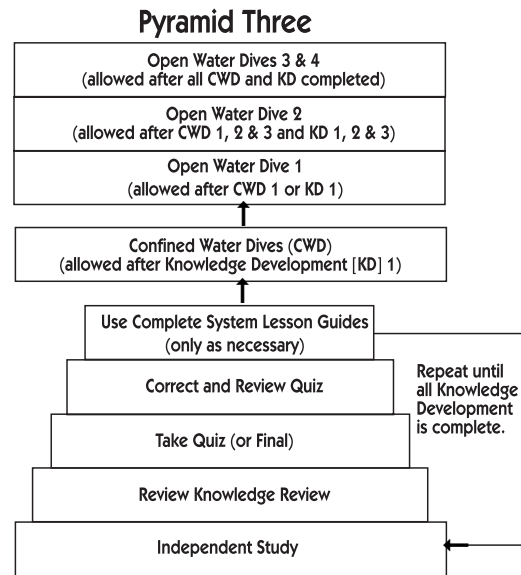 Pyramid Three
Open Water Dives 3 & 4
(allowed after all CWD and KD completed)
Open Water Dive 2
(allowed after CWD 1, 2 & 3 and KD 1, 2 & 3)
Open Water Dive 1
(allowed after CWD 1 or KD 1)
Confined Water Dives (CWD)
(allowed after Knowledge Development [KD] 1)
Use Complete System Lesson Guides
(only as necessary)
Correct and Review Quiz
Take Quiz (or Final)
Review Knowledge Review
Independent Study
Repeat until
all Knowledge
Development
is complete.